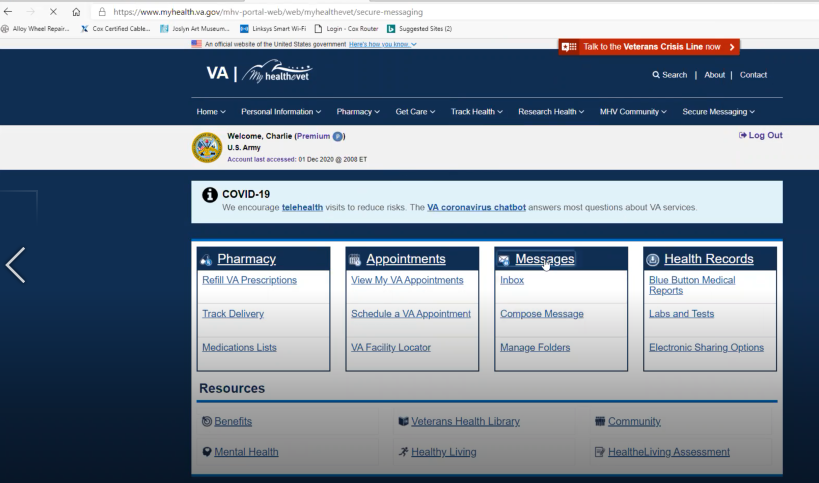 https://www.myhealth.va.gov/mhv-portal-web/web/myhealthevet/secure-messaging
Alloy Wheel Repair... Cox Certified Cable... Joslyn Art Museum... Linksys Smart Wi-Fi Login - Cox Router Suggested Sites (2)
An official website of the United States government Here's how you know.
Talk to the Veterans Crisis Line now
VA | My healthevet
Search | About | Contact
Home Personal Information Pharmacy Get Care Track Health Research Health MHV Community Secure Messaging
Welcome, Charlie (Premium P)
Log Out
U.S. Army
Account last accessed: 01 Dec 2020 @ 2008 ET
COVID-19
We encourage telehealth visits to reduce risks. The VA coronavirus chatbot answers most questions about VA services.
Pharmacy Appointments Messages Health Records
Refill VA Prescriptions View My VA Appointments Inbox Blue Button Medical
Reports
Track Delivery Schedule a VA Appointment Compose Message Labs and Tests
Medications Lists VA Facility Locator Manage Folders Electronic Sharing Options
Resources
Benefits Veterans Health Library Community
Mental Health Healthy Living HealtheLiving Assessment